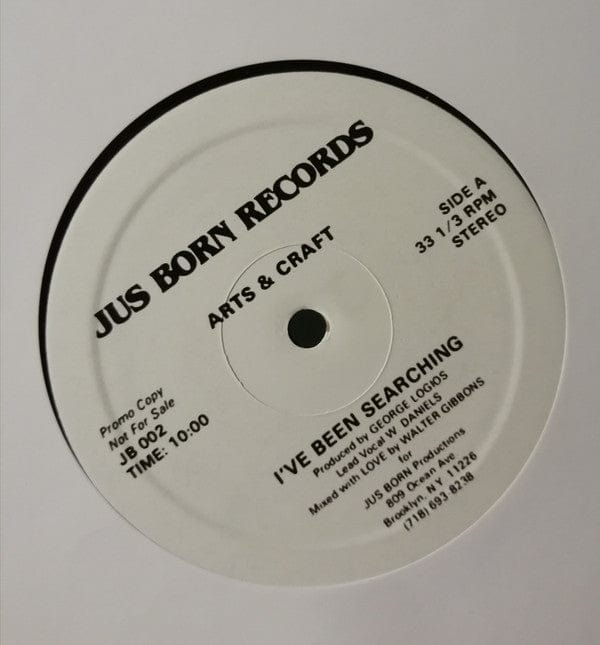 JUS BORN RECORDS
ARTS & CRAFT
SIDE A
33 1/3 RPM
STEREO
Promo Copy
Not For Sale
JB 002
TIME: 10:00
I'VE BEEN SEARCHING
Produced by GEORGE LOGIOS
Lead Vocal W. DANIELS
Mixed with LOVE by WALTER GIBBONS
for
JUS BORN Productions
809 Ocean Ave
Brooklyn, N.Y. 11226
(718) 693 8238